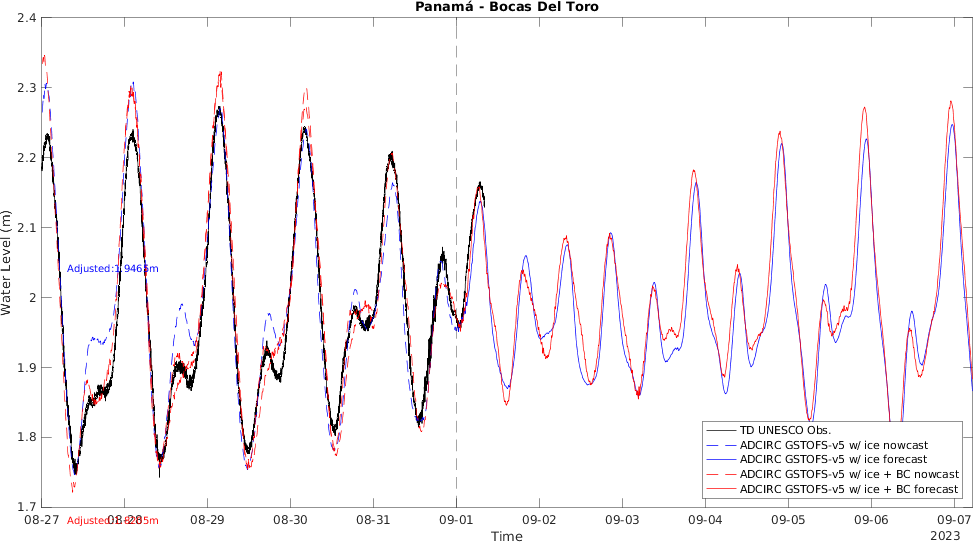 Panamá - Bocas Del Toro
2.4
2.3
2.2
2.1
2
1.9
1.8
1.7
Water Level (m)
Adjusted:1.9465m
TD UNESCO Obs.
ADCIRC GSTOFS-v5 w/ ice nowcast
ADCIRC GSTOFS-v5 w/ ice forecast
ADCIRC GSTOFS-v5 w/ ice + BC nowcast
ADCIRC GSTOFS-v5 w/ ice + BC forecast
08-27 08-28 08-29 08-30 08-31 09-01 09-02 09-03 09-04 09-05 09-06 09-07
Time
2023